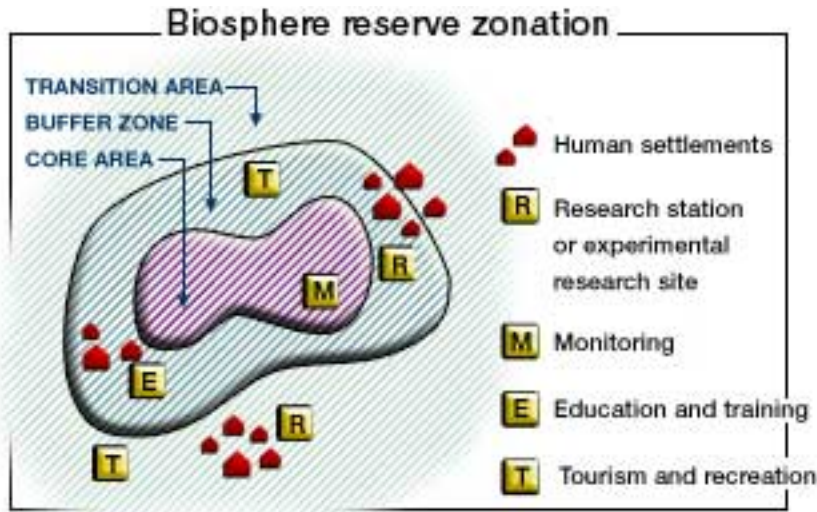 Biosphere reserve zonation
TRANSITION AREA
BUFFER ZONE
CORE AREA
T
R
M
E
T
R
Human settlements
R Research station
or experimental
research site
M Monitoring
E Education and training
T Tourism and recreation